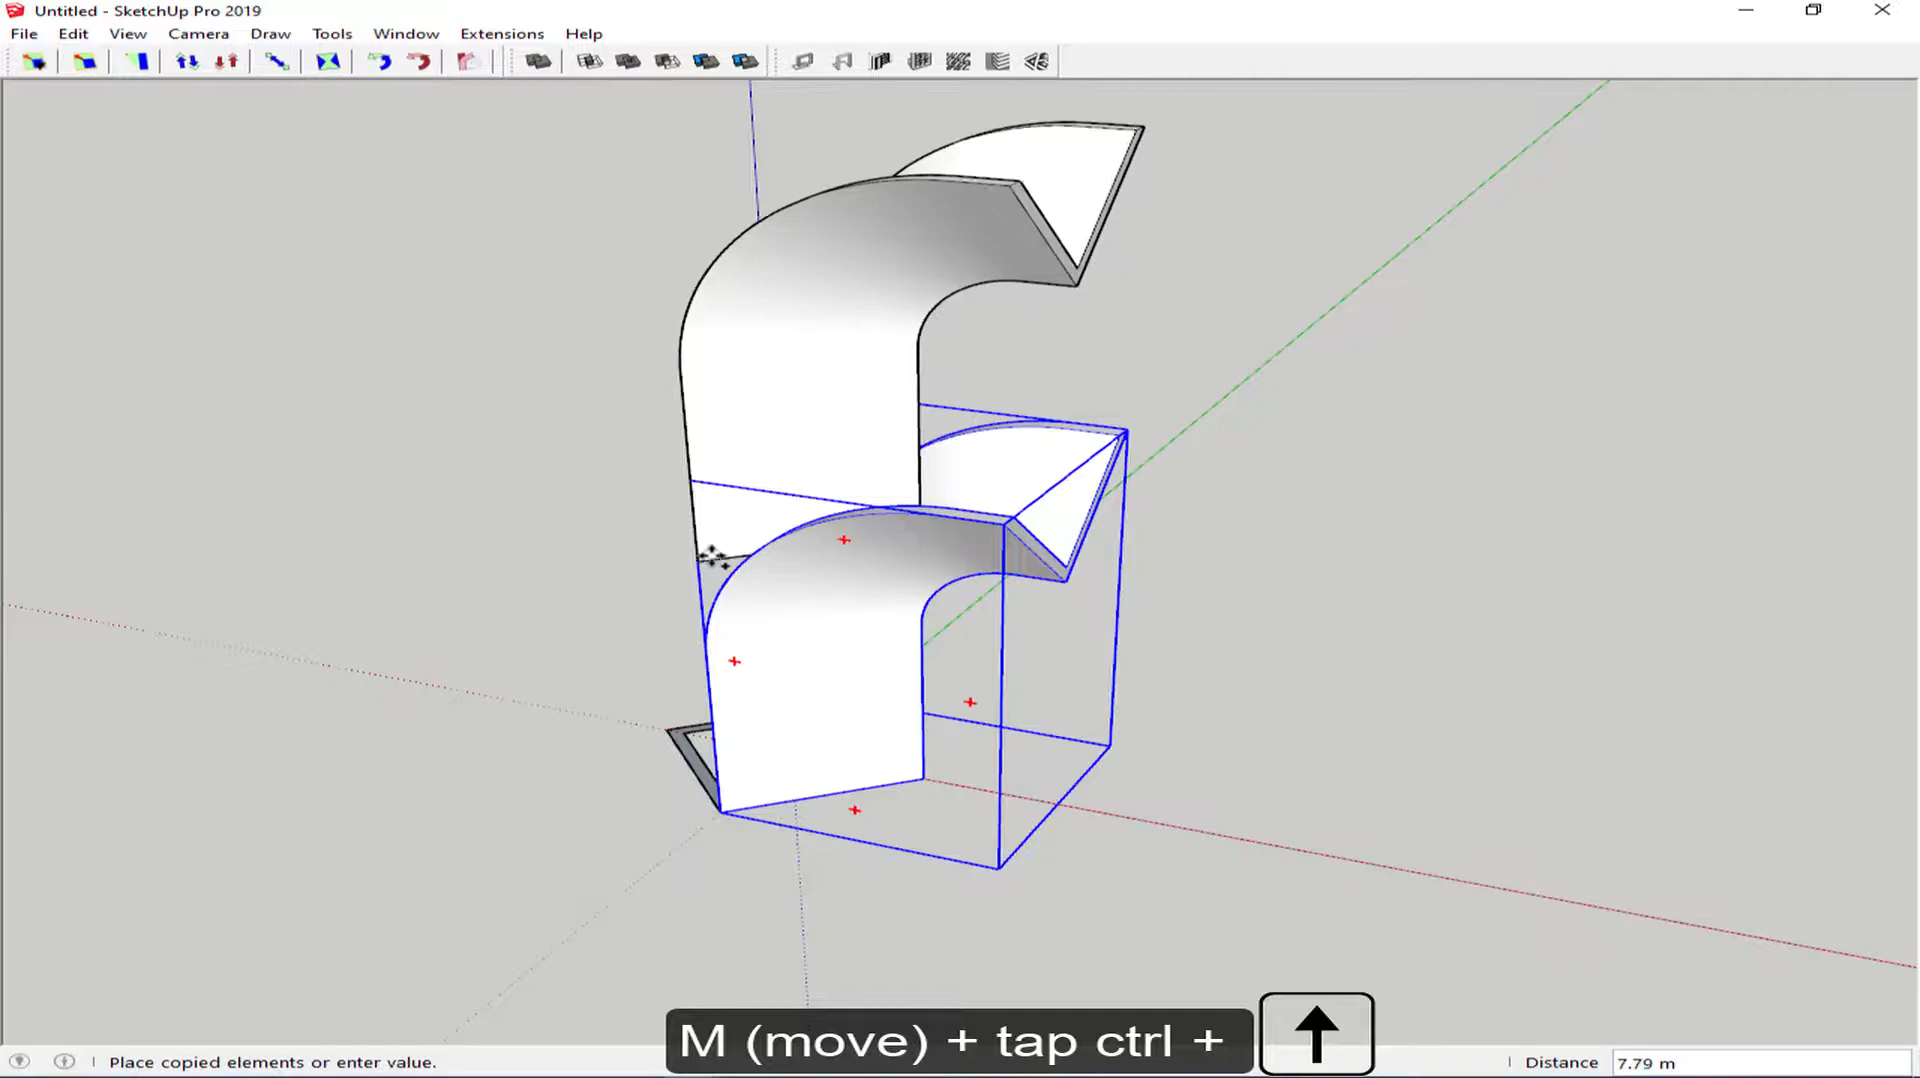 Untitled - SketchUp Pro 2019
File Edit View Camera Draw Tools Window Extensions Help
M (move) + tap ctrl +
Place copied elements or enter value.
Distance 7.79 m